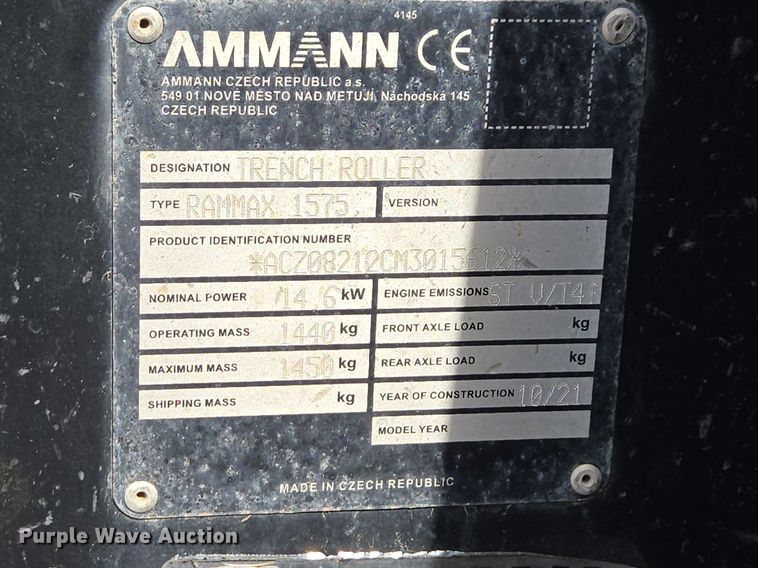 4145
AMMANN CE
AMMANN CZECH REPUBLIC a.s.
549 01 NOVÉ MĚSTO NAD METUJÍ, Náchodská 145
CZECH REPUBLIC
DESIGNATION TRENCH ROLLER
TYPE RAMMAX 1575 VERSION
PRODUCT IDENTIFICATION NUMBER
*ACZ08212CM3015612*
NOMINAL POWER 14.6 kW ENGINE EMISSIONS ST V/T4f
OPERATING MASS 1440 kg FRONT AXLE LOAD kg
MAXIMUM MASS 1450 kg REAR AXLE LOAD kg
SHIPPING MASS kg YEAR OF CONSTRUCTION 10/21
MODEL YEAR
MADE IN CZECH REPUBLIC
Purple Wave Auction